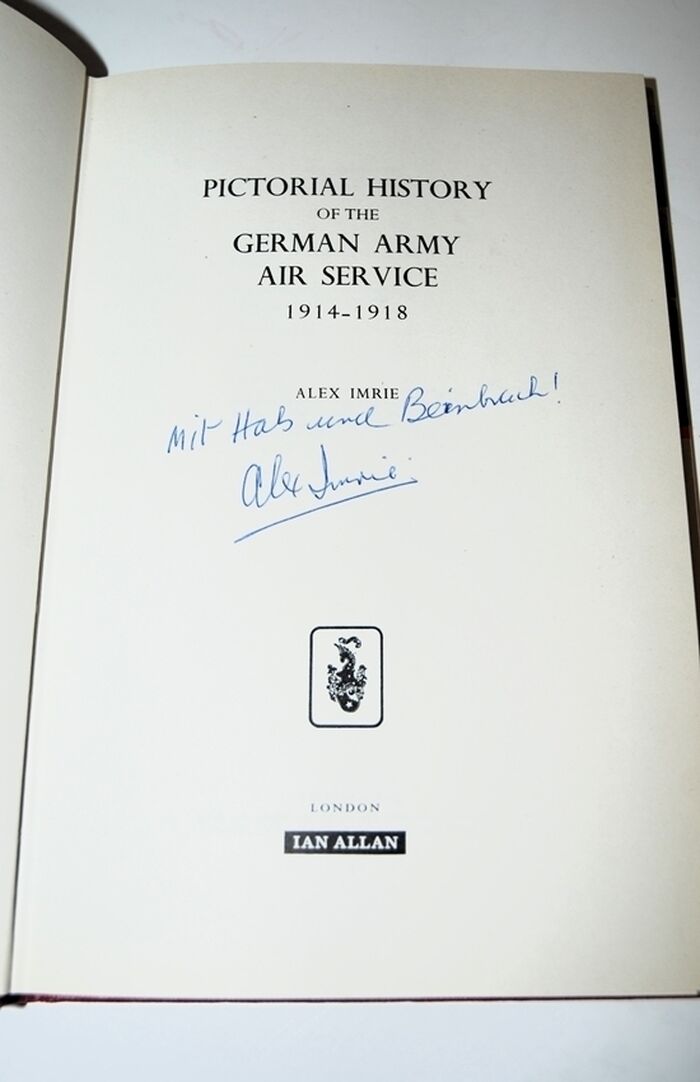 PICTORIAL HISTORY
OF THE
GERMAN ARMY
AIR SERVICE
1914-1918
ALEX IMRIE
Mit Hals und Beinbruch!
Alex Imrie.
LONDON
IAN ALLAN